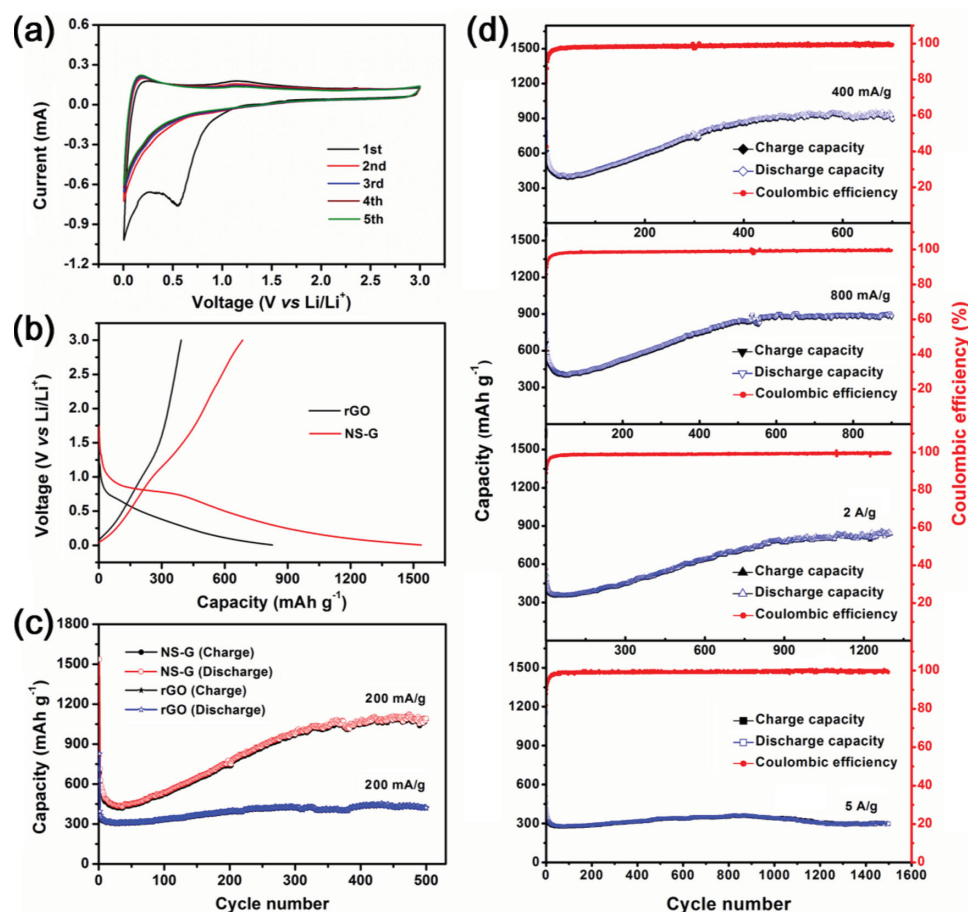 (a)
0.6
0.3
0.0
-0.3
-0.6
-0.9
-1.2
Current (mA)
1st
2nd
3rd
4th
5th
0.0 0.5 1.0 1.5 2.0 2.5 3.0
Voltage (V vs Li/Li⁺)
(b)
3.0
2.5
2.0
1.5
1.0
0.5
0.0
Voltage (V vs Li/Li⁺)
rGO
NS-G
0 300 600 900 1200 1500
Capacity (mAh g⁻¹)
(c)
1800
1500
1200
900
600
300
0
Capacity (mAh g⁻¹)
NS-G (Charge)
NS-G (Discharge)
rGO (Charge)
rGO (Discharge)
200 mA/g
200 mA/g
0 100 200 300 400 500
Cycle number
(d)
Capacity (mAh g⁻¹)
Coulombic efficiency (%)
1500
1200
900
600
300
400 mA/g
Charge capacity
Discharge capacity
Coulombic efficiency
100
80
60
40
20
200 400 600
1500
1200
900
600
300
800 mA/g
Charge capacity
Discharge capacity
Coulombic efficiency
100
80
60
40
20
200 400 600 800
1500
1200
900
600
300
2 A/g
Charge capacity
Discharge capacity
Coulombic efficiency
100
80
60
40
20
300 600 900 1200
1500
1200
900
600
300
0
Charge capacity
Discharge capacity
Coulombic efficiency
5 A/g
100
80
60
40
20
0
0 200 400 600 800 1000 1200 1400 1600
Cycle number